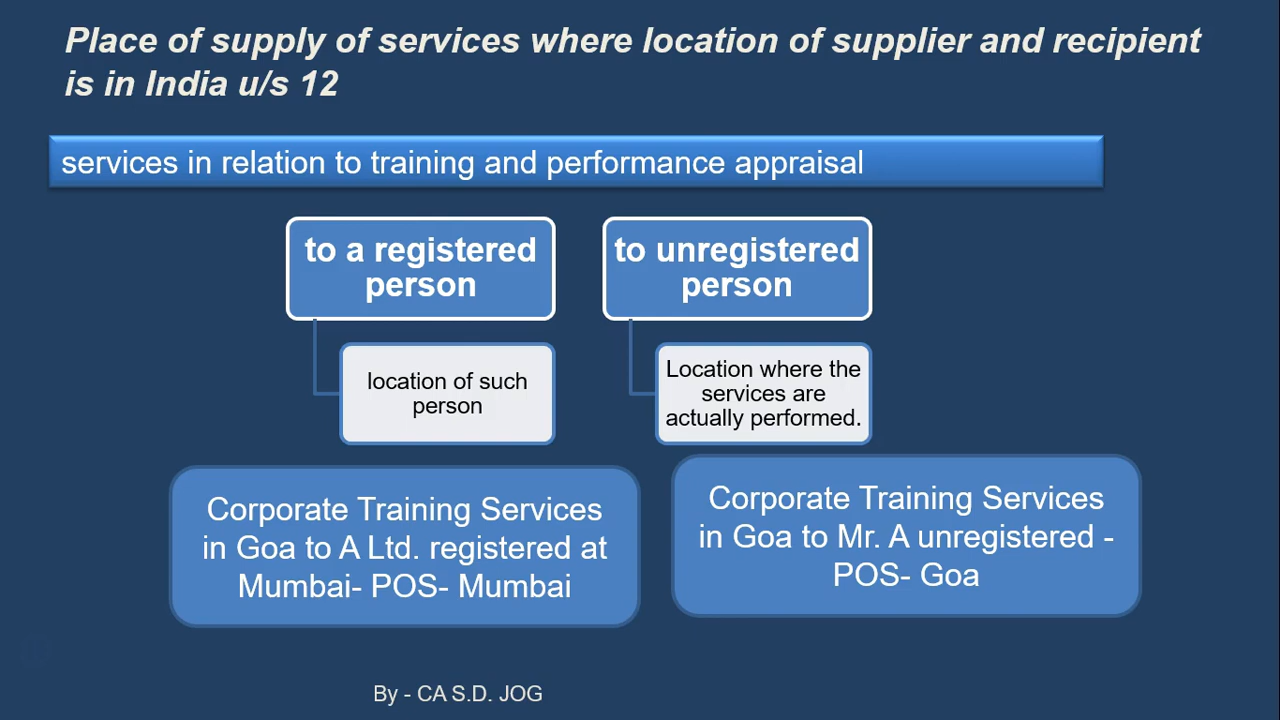 Place of supply of services where location of supplier and recipient
is in India u/s 12
services in relation to training and performance appraisal
to a registered
person
to unregistered
person
location of such
person
Location where the
services are
actually performed.
Corporate Training Services
in Goa to A Ltd. registered at
Mumbai- POS- Mumbai
Corporate Training Services
in Goa to Mr. A unregistered -
POS- Goa
By - CA S.D. JOG